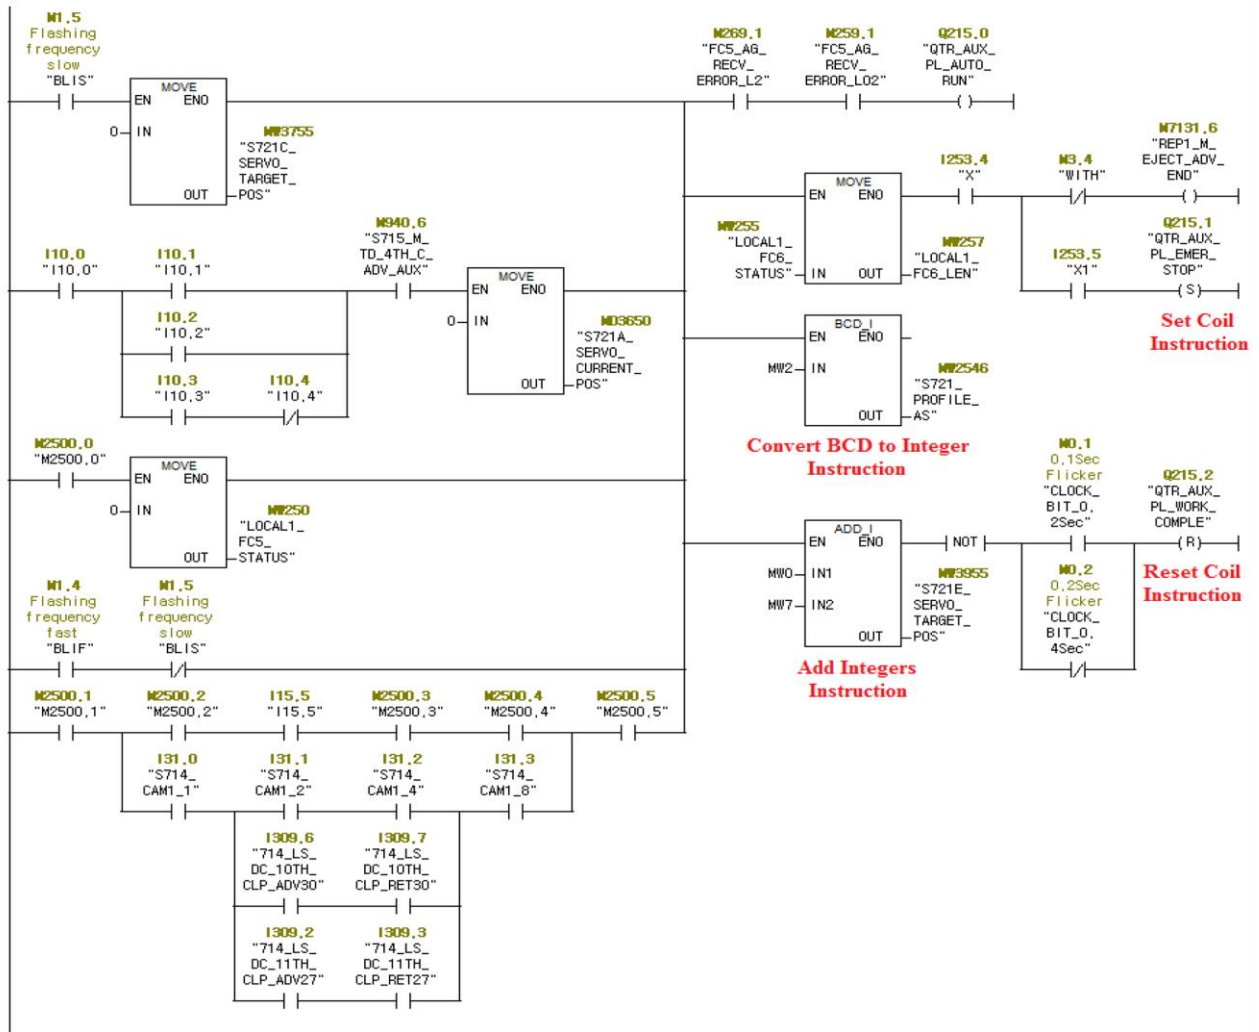 M1.5
Flashing
frequency
slow
"BLIS"
MOVE
EN ENO
0 IN
MW3755
"S721C_
SERVO_
TARGET_
OUT POS"
M269.1
"FC5_AG_
RECV_
ERROR_L2"
M259.1
"FC5_AG_
RECV_
ERROR_L02"
Q215.0
"QTR_AUX_
PL_AUTO_
RUN"
( )
MOVE
EN ENO
MW255
"LOCAL1_
FC6_
STATUS" IN
MW257
OUT "LOCAL1_
FC6_LEN"
I253.4
"X"
M3.4
"WITH"
M7131.6
"REP1_M_
EJECT_ADV_
END"
( )
I253.5
"X1"
Q215.1
"QTR_AUX_
PL_EMER_
STOP"
(S)
Set Coil
Instruction
I10.0
"I10.0"
I10.1
"I10.1"
I10.2
"I10.2"
I10.3
"I10.3"
I10.4
"I10.4"
M940.6
"S715_M_
TD_4TH_C_
ADV_AUX"
MOVE
EN ENO
0 IN
MD3650
"S721A_
SERVO_
CURRENT_
OUT POS"
BCD_I
EN ENO
MW2 IN
MW2546
"S721_
PROFILE_
OUT AS"
Convert BCD to Integer
Instruction
M2500.0
"M2500.0"
MOVE
EN ENO
0 IN
MW250
"LOCAL1_
FC5_
OUT STATUS"
ADD_I
EN ENO
MW0 IN1
MW7 IN2
MW3955
"S721E_
SERVO_
TARGET_
OUT POS"
Add Integers
Instruction
NOT
M0.1
0.1Sec
Flicker
"CLOCK_
BIT_0.
2Sec"
M0.2
0.2Sec
Flicker
"CLOCK_
BIT_0.
4Sec"
Q215.2
"QTR_AUX_
PL_WORK_
COMPLE"
(R)
Reset Coil
Instruction
M1.4
Flashing
frequency
fast
"BLIF"
M1.5
Flashing
frequency
slow
"BLIS"
M2500.1
"M2500.1"
M2500.2
"M2500.2"
I15.5
"I15.5"
M2500.3
"M2500.3"
M2500.4
"M2500.4"
M2500.5
"M2500.5"
I31.0
"S714_
CAM1_1"
I31.1
"S714_
CAM1_2"
I31.2
"S714_
CAM1_4"
I31.3
"S714_
CAM1_8"
I309.6
"714_LS_
DC_10TH_
CLP_ADV30"
I309.7
"714_LS_
DC_10TH_
CLP_RET30"
I309.2
"714_LS_
DC_11TH_
CLP_ADV27"
I309.3
"714_LS_
DC_11TH_
CLP_RET27"